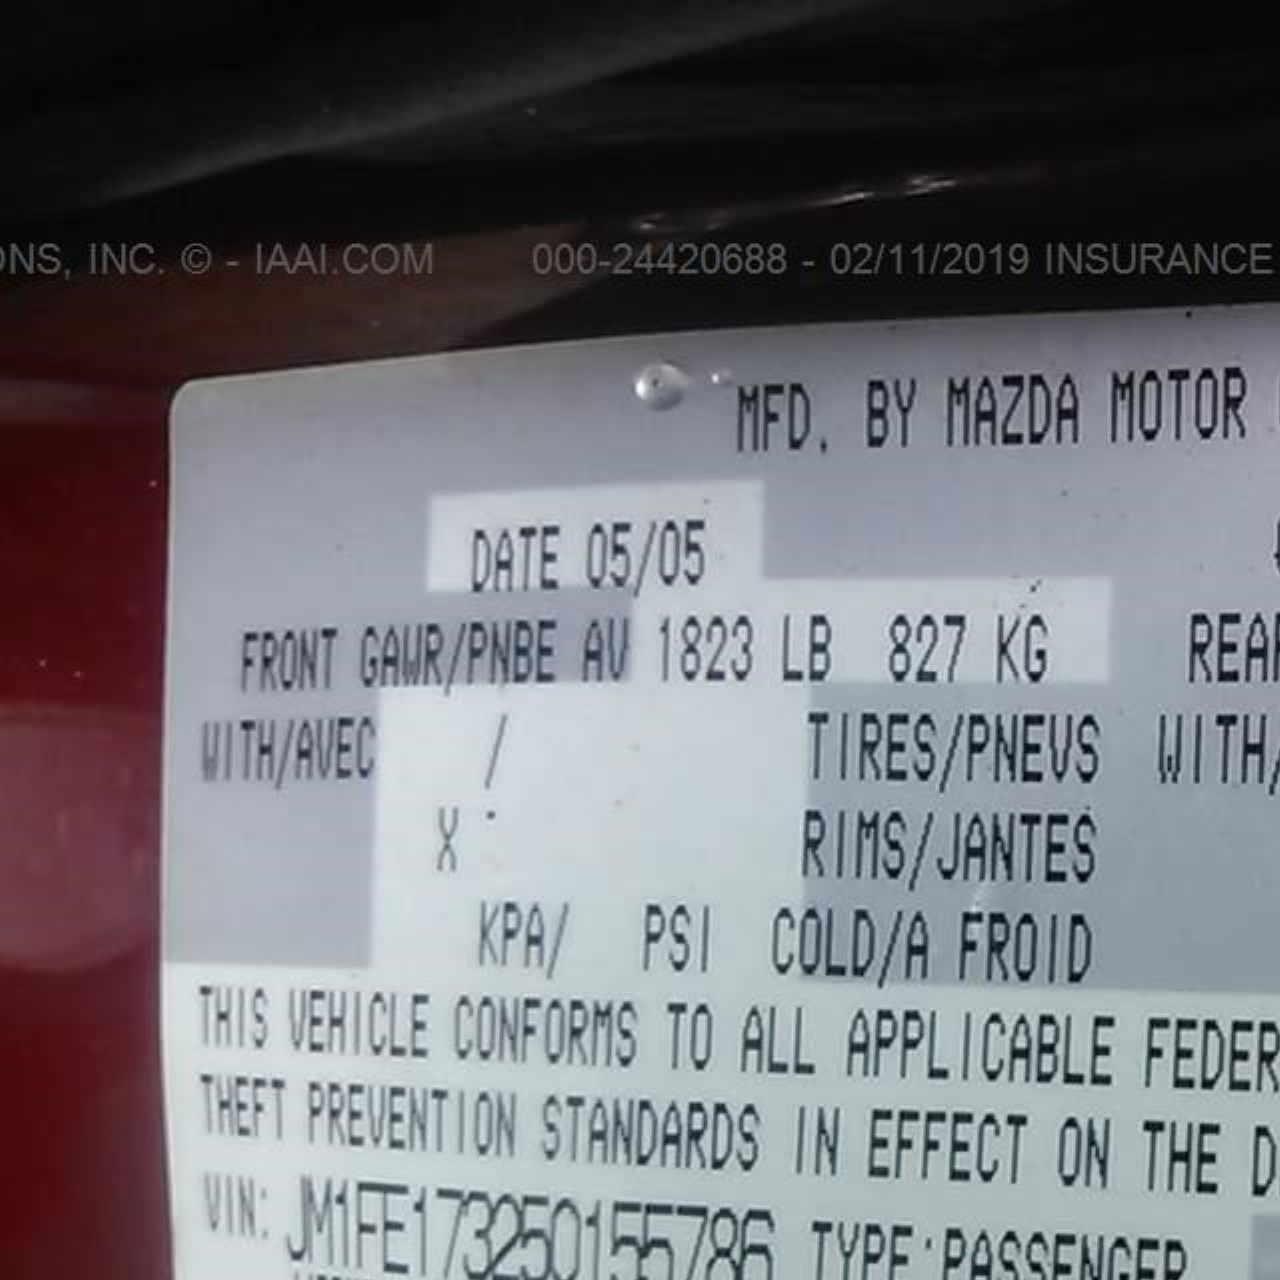 ONS, INC. © - IAAI.COM 000-24420688 - 02/11/2019 INSURANCE
MFD. BY MAZDA MOTOR
DATE 05/05
FRONT GAWR/PNBE AV 1823 LB 827 KG REAR
WITH/AVEC / TIRES/PNEUS WITH/
X RIMS/JANTES
KPA/ PSI COLD/A FROID
THIS VEHICLE CONFORMS TO ALL APPLICABLE FEDER
THEFT PREVENTION STANDARDS IN EFFECT ON THE D
VIN: JM1FE173250155786 TYPE:PASSENGER